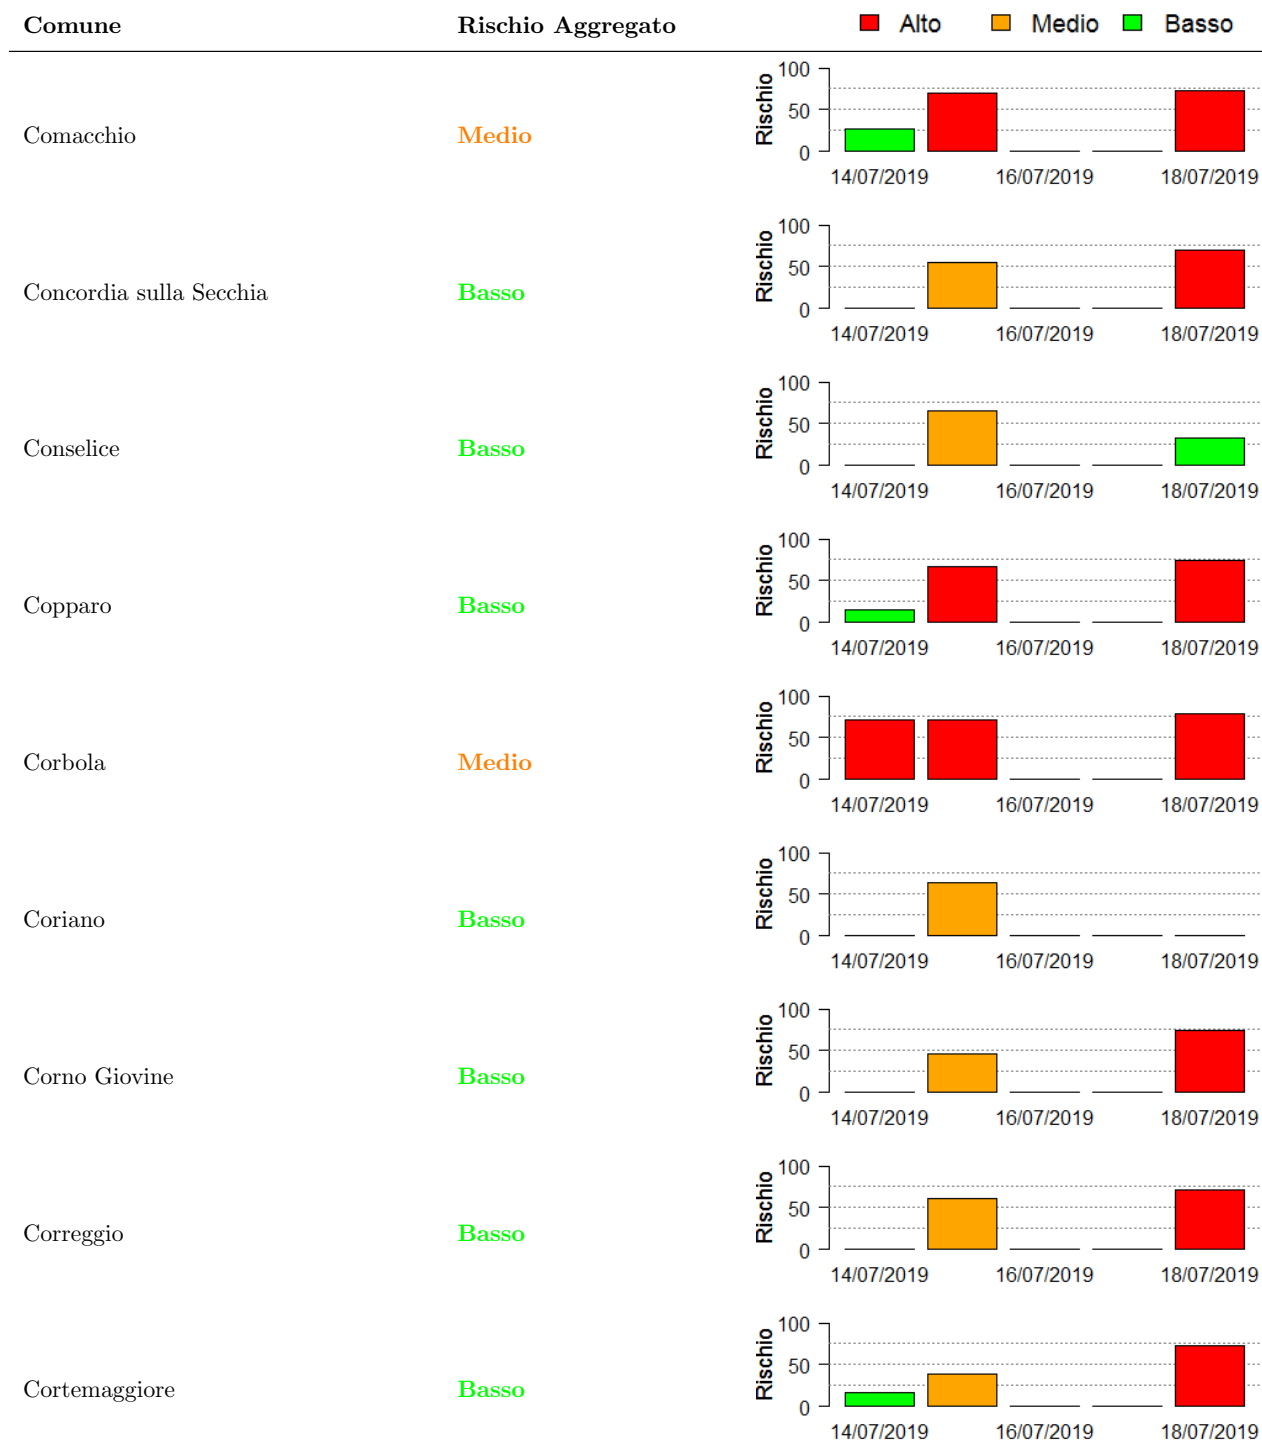 Comune Rischio Aggregato Alto Medio Basso
Comacchio Medio Rischio 100 50 0
14/07/2019 16/07/2019 18/07/2019
Concordia sulla Secchia Basso Rischio 100 50 0
14/07/2019 16/07/2019 18/07/2019
Conselice Basso Rischio 100 50 0
14/07/2019 16/07/2019 18/07/2019
Copparo Basso Rischio 100 50 0
14/07/2019 16/07/2019 18/07/2019
Corbola Medio Rischio 100 50 0
14/07/2019 16/07/2019 18/07/2019
Coriano Basso Rischio 100 50 0
14/07/2019 16/07/2019 18/07/2019
Corno Giovine Basso Rischio 100 50 0
14/07/2019 16/07/2019 18/07/2019
Correggio Basso Rischio 100 50 0
14/07/2019 16/07/2019 18/07/2019
Cortemaggiore Basso Rischio 100 50 0
14/07/2019 16/07/2019 18/07/2019